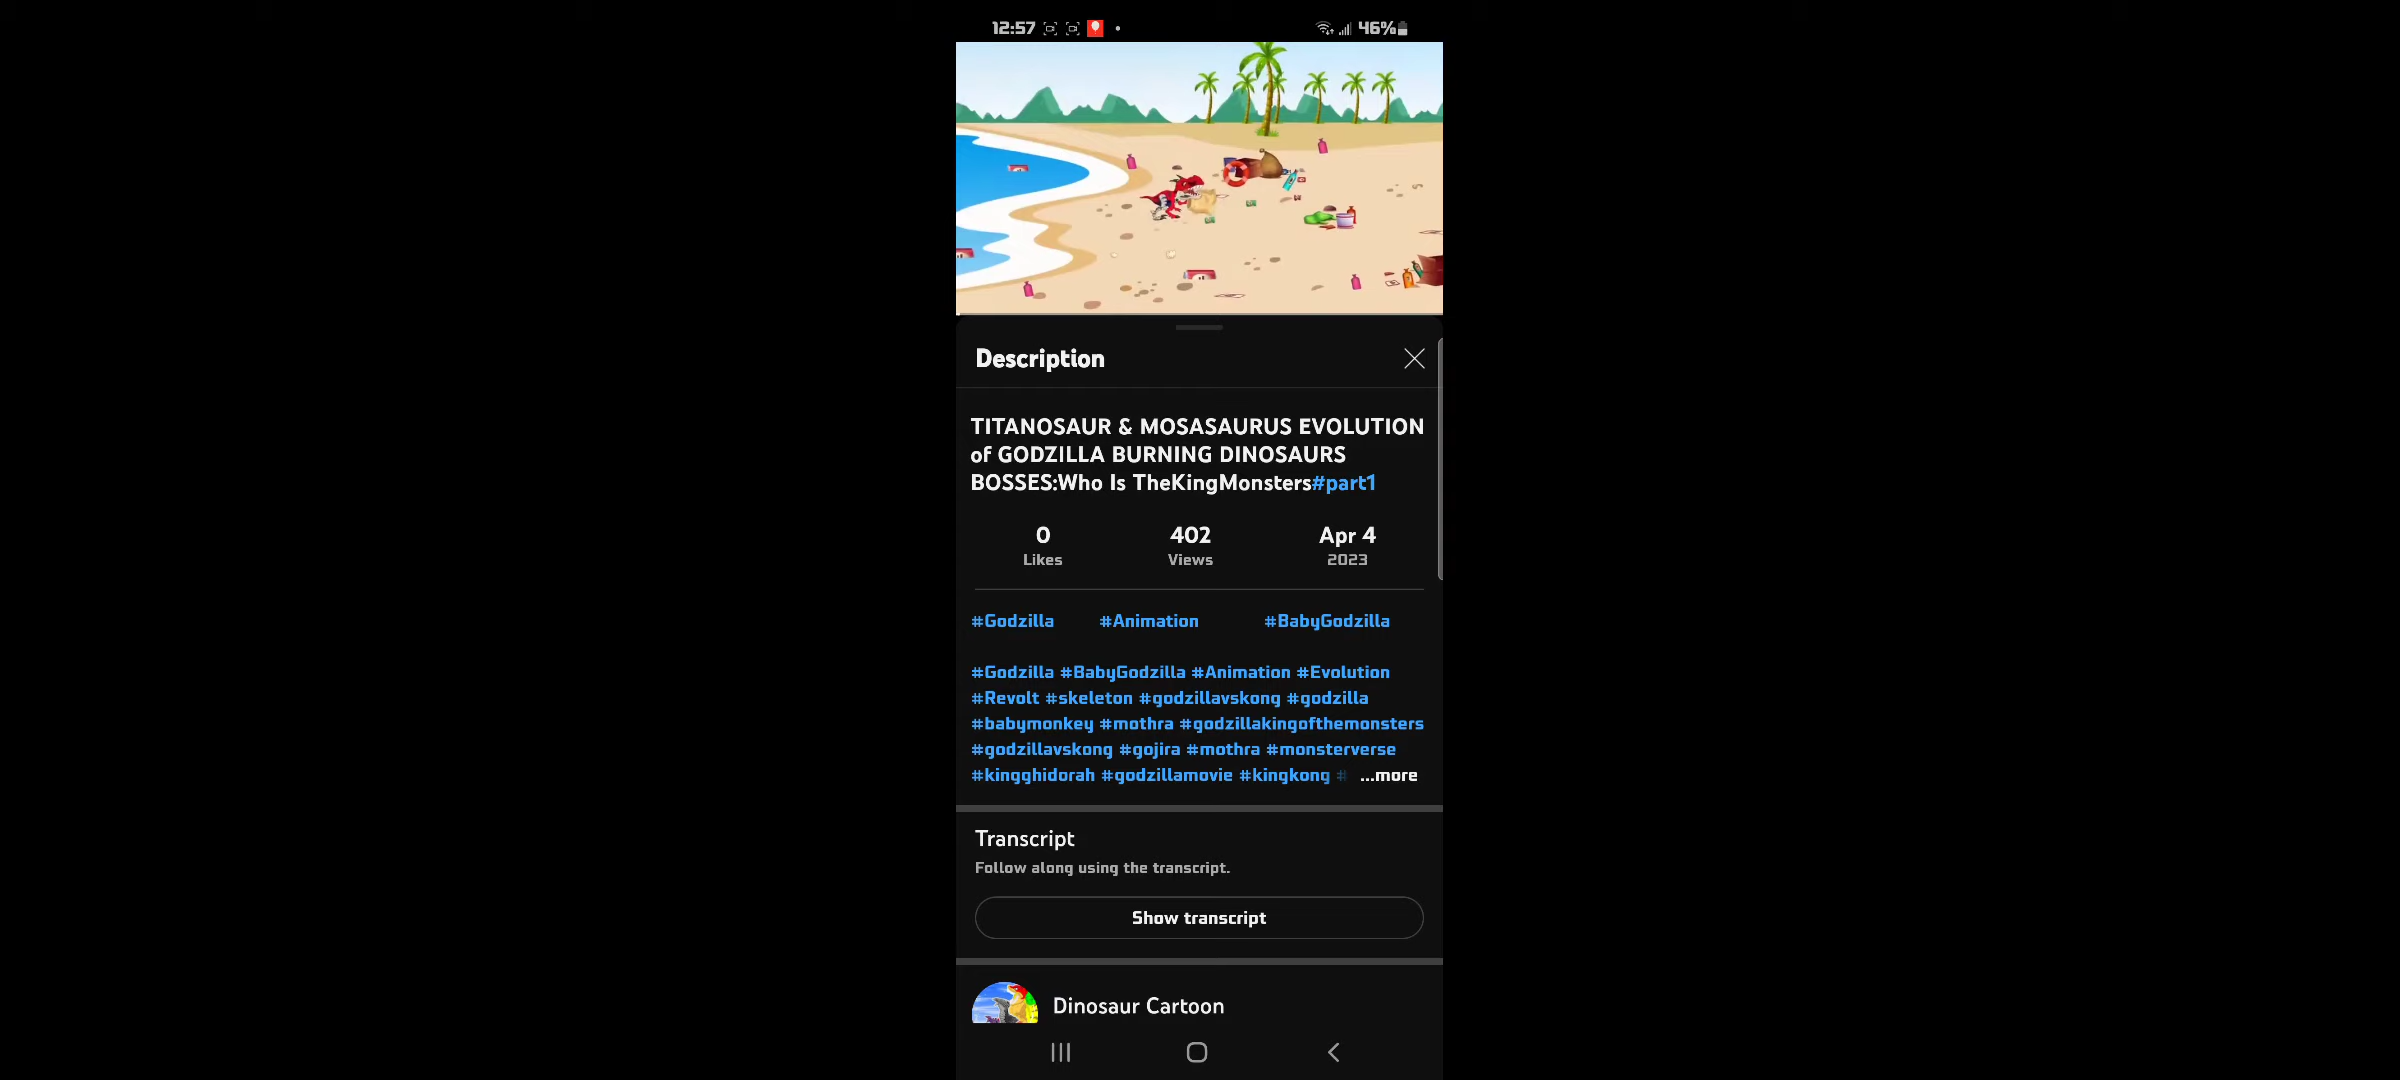 12:57
46%
Description
TITANOSAUR & MOSASAURUS EVOLUTION
of GODZILLA BURNING DINOSAURS
BOSSES:Who Is TheKingMonsters#part1
0 402 Apr 4
Likes Views 2023
#Godzilla #Animation #BabyGodzilla
#Godzilla #BabyGodzilla #Animation #Evolution
#Revolt #skeleton #godzillavskong #godzilla
#babymonkey #mothra #godzillakingofthemonsters
#godzillavskong #gojira #mothra #monsterverse
#kingghidorah #godzillamovie #kingkong # ...more
Transcript
Follow along using the transcript.
Show transcript
Dinosaur Cartoon